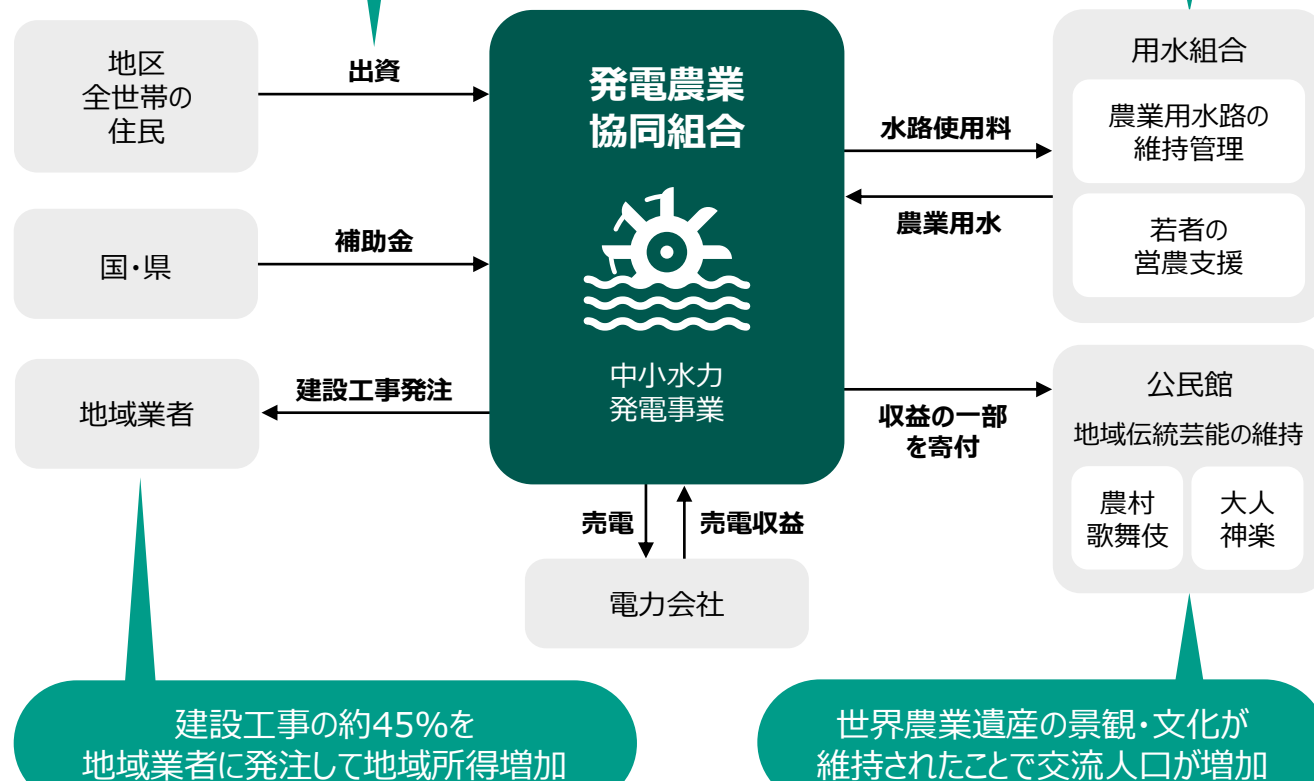 地区
全世帯の
住民
出資
発電農業
協同組合
用水組合
農業用水路の
維持管理
水路使用料
農業用水
若者の
営農支援
国・県
補助金
中小水力
発電事業
地域業者
建設工事発注
収益の一部
を寄付
公民館
地域伝統芸能の維持
農村
歌舞伎
大人
神楽
売電
売電収益
電力会社
建設工事の約45%を
地域業者に発注して地域所得増加
世界農業遺産の景観・文化が
維持されたことで交流人口が増加